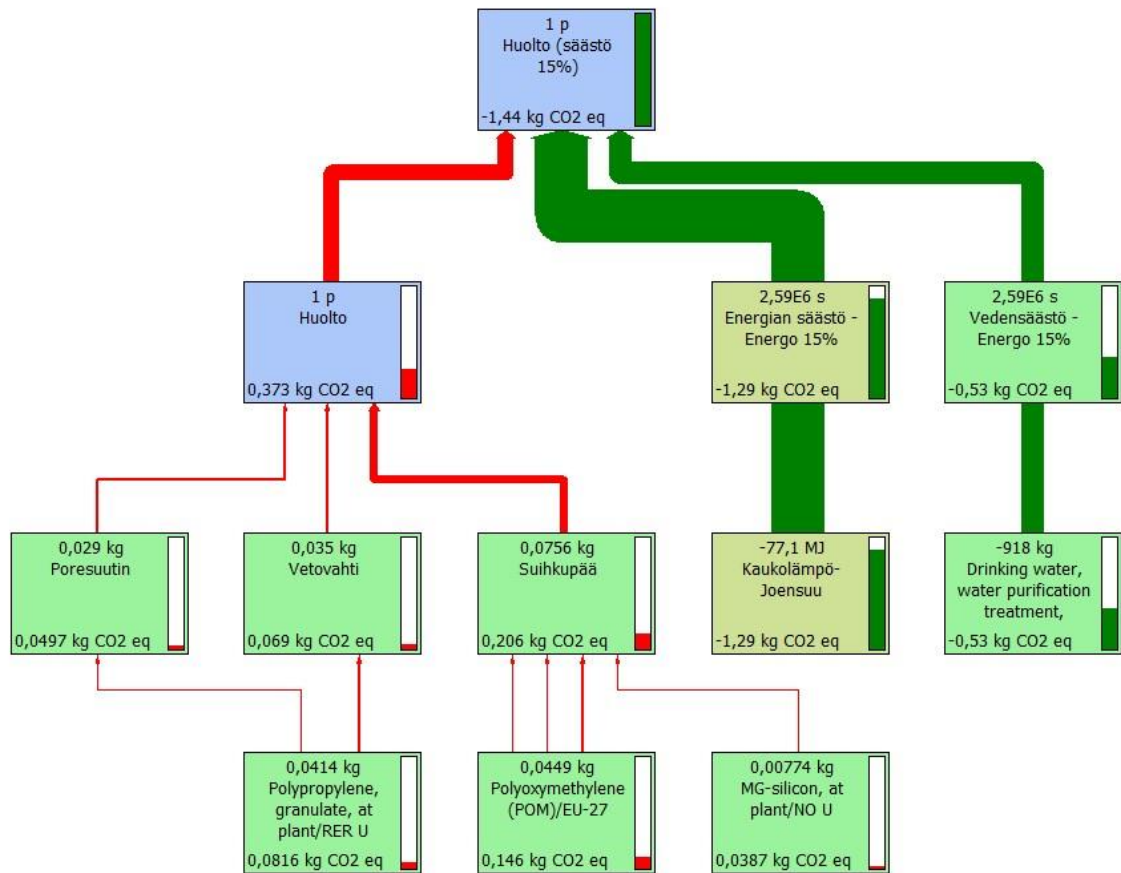 1 p
Huolto (säästö
15%)
-1,44 kg CO2 eq
1 p
Huolto
0,373 kg CO2 eq
2,59E6 s
Energian säästö -
Energo 15%
-1,29 kg CO2 eq
2,59E6 s
Vedensäästö -
Energo 15%
-0,53 kg CO2 eq
0,029 kg
Poresuutin
0,0497 kg CO2 eq
0,035 kg
Vetovahti
0,069 kg CO2 eq
0,0756 kg
Suihkupää
0,206 kg CO2 eq
-77,1 MJ
Kaukolämpö-
Joensuu
-1,29 kg CO2 eq
-918 kg
Drinking water,
water purification
treatment,
-0,53 kg CO2 eq
0,0414 kg
Polypropylene,
granulate, at
plant/RER U
0,0816 kg CO2 eq
0,0449 kg
Polyoxymethylene
(POM)/EU-27
0,146 kg CO2 eq
0,00774 kg
MG-silicon, at
plant/NO U
0,0387 kg CO2 eq